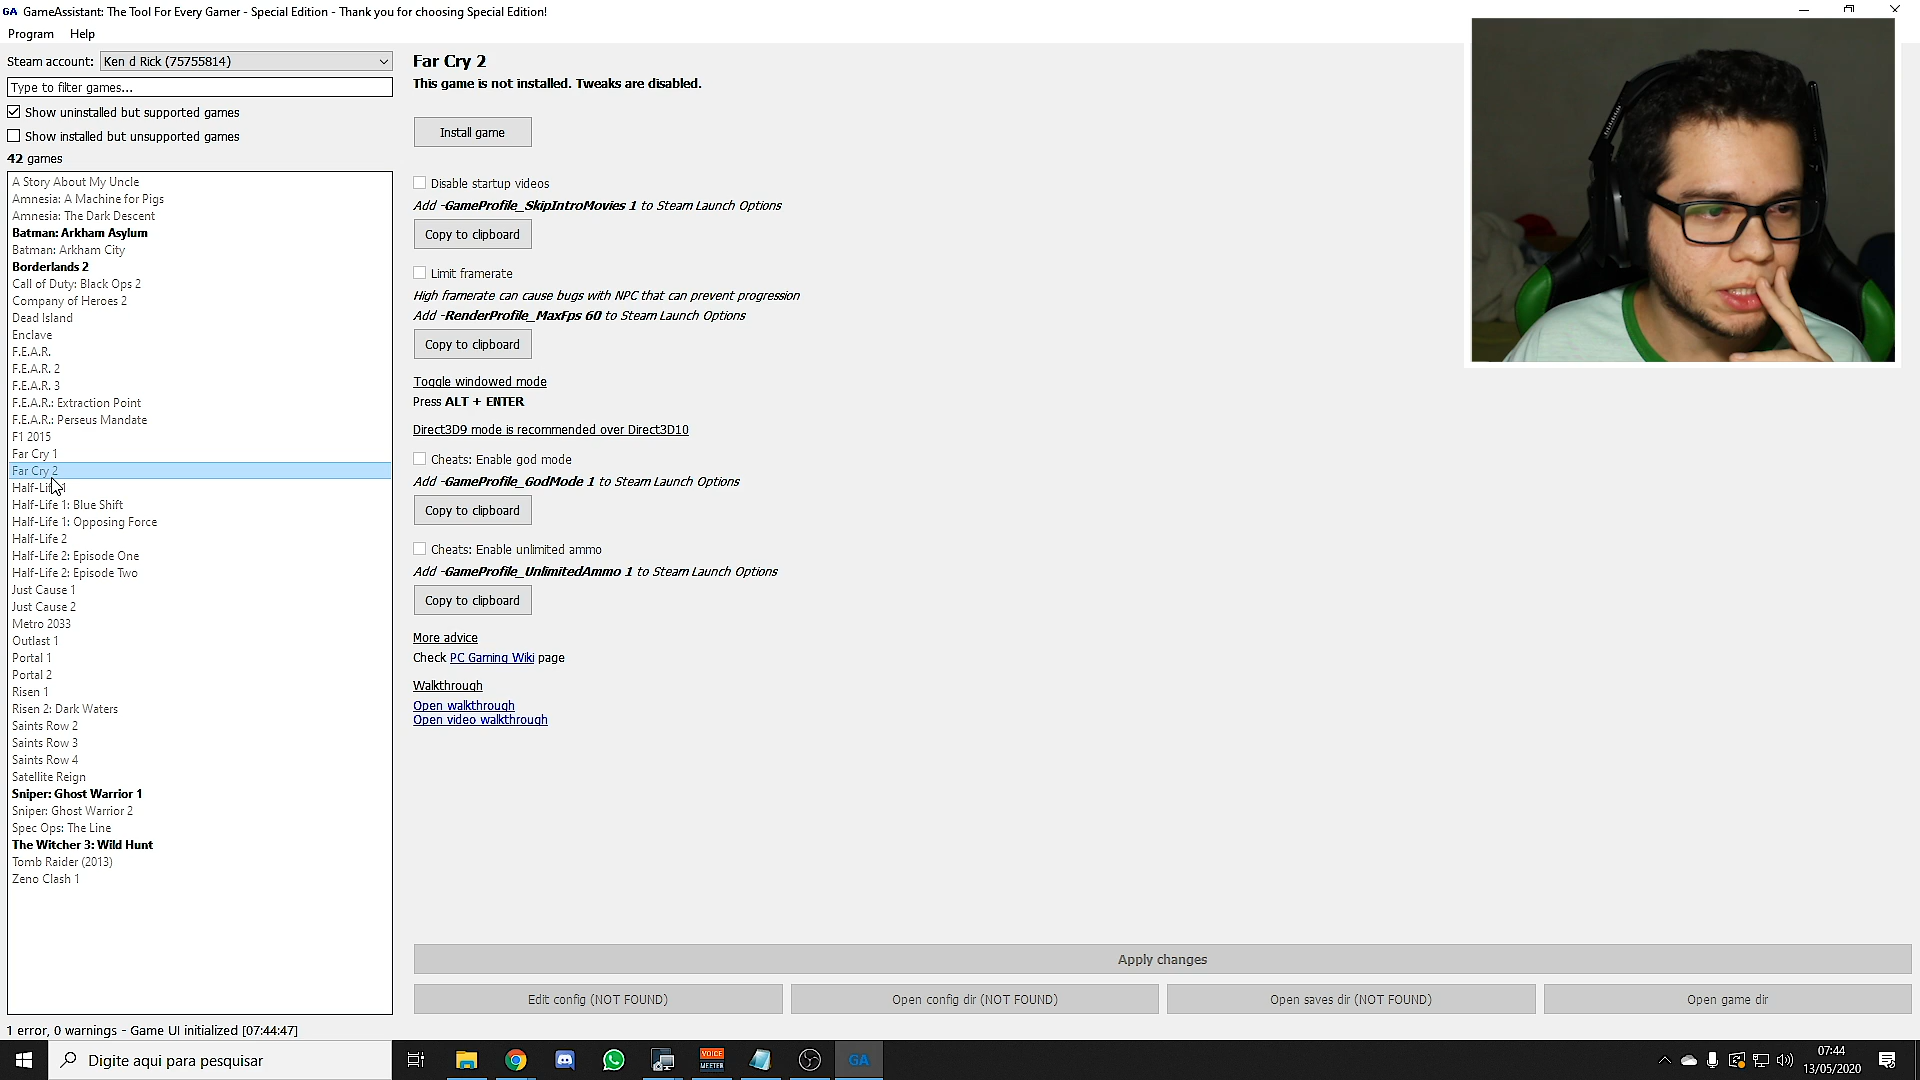 GA GameAssistant: The Tool For Every Gamer - Special Edition - Thank you for choosing Special Edition!
Program Help
Steam account: Ken d Rick (75755814)
Type to filter games...
Show uninstalled but supported games
Show installed but unsupported games
42 games
A Story About My Uncle
Amnesia: A Machine for Pigs
Amnesia: The Dark Descent
Batman: Arkham Asylum
Batman: Arkham City
Borderlands 2
Call of Duty: Black Ops 2
Company of Heroes 2
Dead Island
Enclave
F.E.A.R.
F.E.A.R. 2
F.E.A.R. 3
F.E.A.R.: Extraction Point
F.E.A.R.: Perseus Mandate
F1 2015
Far Cry 1
Far Cry 2
Half-Life 1
Half-Life 1: Blue Shift
Half-Life 1: Opposing Force
Half-Life 2
Half-Life 2: Episode One
Half-Life 2: Episode Two
Just Cause 1
Just Cause 2
Metro 2033
Outlast 1
Portal 1
Portal 2
Risen 1
Risen 2: Dark Waters
Saints Row 2
Saints Row 3
Saints Row 4
Satellite Reign
Sniper: Ghost Warrior 1
Sniper: Ghost Warrior 2
Spec Ops: The Line
The Witcher 3: Wild Hunt
Tomb Raider (2013)
Zeno Clash 1
Far Cry 2
This game is not installed. Tweaks are disabled.
Install game
Disable startup videos
Add -GameProfile_SkipIntroMovies 1 to Steam Launch Options
Copy to clipboard
Limit framerate
High framerate can cause bugs with NPC that can prevent progression
Add -RenderProfile_MaxFps 60 to Steam Launch Options
Copy to clipboard
Toggle windowed mode
Press ALT + ENTER
Direct3D9 mode is recommended over Direct3D10
Cheats: Enable god mode
Add -GameProfile_GodMode 1 to Steam Launch Options
Copy to clipboard
Cheats: Enable unlimited ammo
Add -GameProfile_UnlimitedAmmo 1 to Steam Launch Options
Copy to clipboard
More advice
Check PC Gaming Wiki page
Walkthrough
Open walkthrough
Open video walkthrough
Apply changes
Edit config (NOT FOUND) Open config dir (NOT FOUND) Open saves dir (NOT FOUND) Open game dir
1 error, 0 warnings - Game UI initialized [07:44:47]
Digite aqui para pesquisar
VOICE
MEETER
GA
07:44
13/05/2020